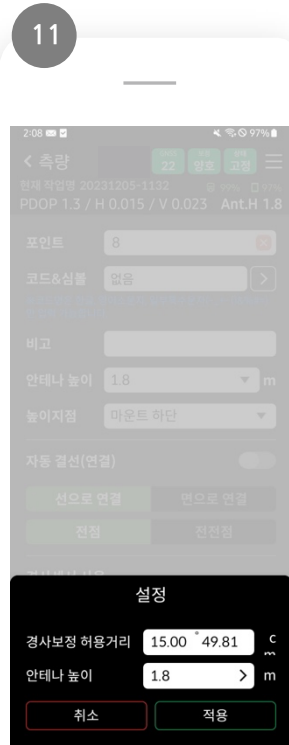 11
2:08 97%
측량 22 양호 고정
현재 작업명 20231205-1132 99% 97%
PDOP 1.3 / H 0.015 / V 0.023 Ant.H 1.8
포인트 8
코드&심볼 없음
비고
안테나 높이 1.8 m
높이지점 마운트 하단
자동 결선(연결)
선으로 연결 면으로 연결
전점 전전점
설정
경사보정 허용거리 15.00 ° 49.81 cm
안테나 높이 1.8 m
취소 적용